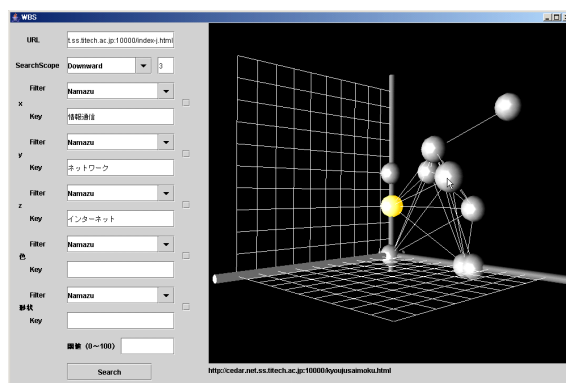 WBS
URL t.ss.titech.ac.jp:10000/index-j.html
SearchScope Downward 3
Filter Namazu
x
Key 情報通信
Filter Namazu
y
Key ネットワーク
Filter Namazu
z
Key インターネット
Filter Namazu
色
Key
Filter Namazu
形状
Key
閾値 (0~100)
Search
http://cedar.net.ss.titech.ac.jp:10000/kyoujusaimoku.html